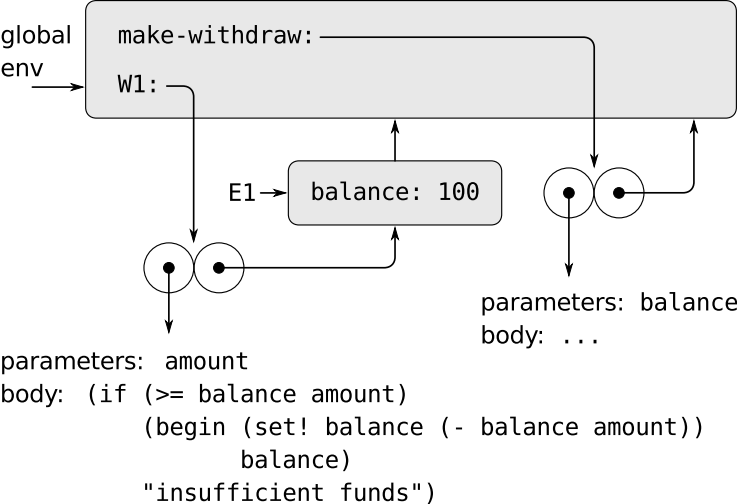 global
env
make-withdraw:
W1:
E1
balance: 100
parameters: balance
body: ...
parameters: amount
body: (if (>= balance amount)
(begin (set! balance (- balance amount))
balance)
"insufficient funds")